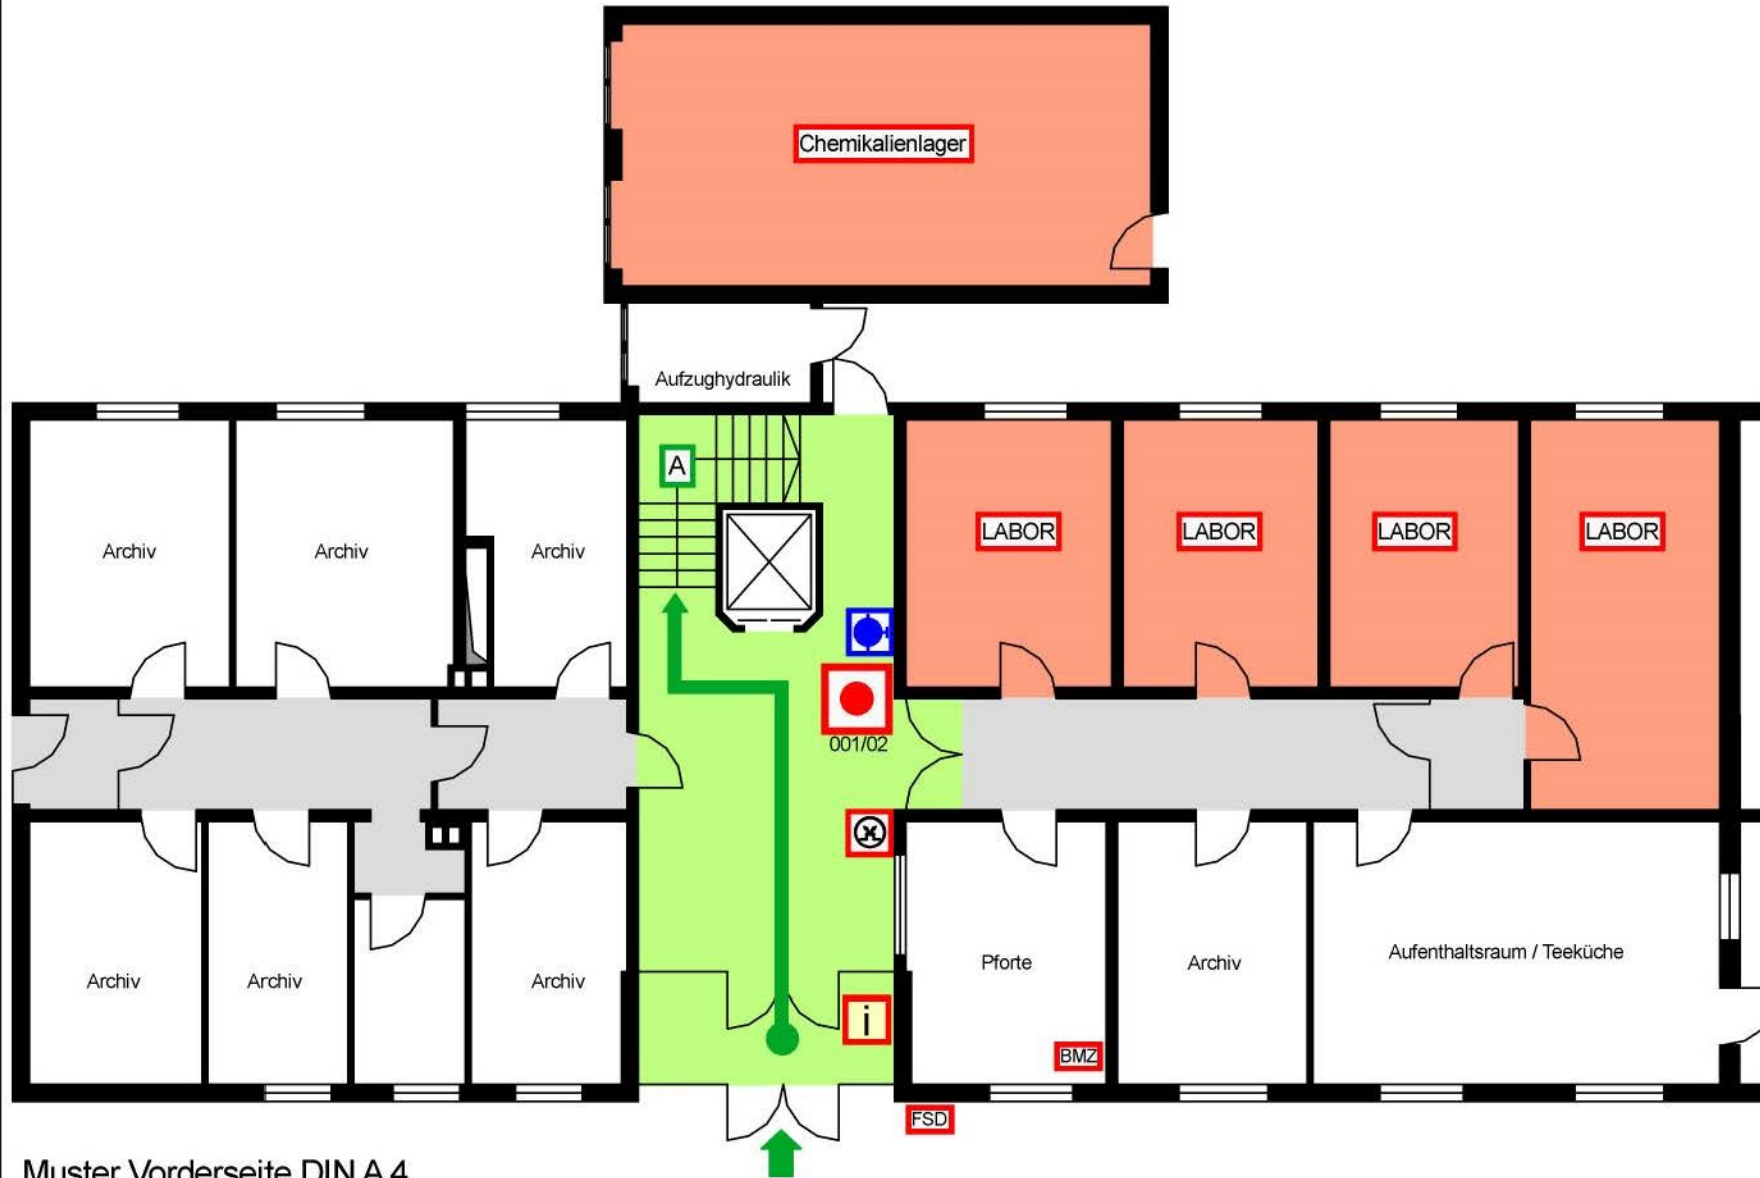 Chemikalienlager
Aufzughydraulik
A
LABOR
LABOR
LABOR
LABOR
Archiv
Archiv
Archiv
001/02
Archiv
Archiv
Archiv
Pforte
Archiv
Aufenthaltsraum / Teeküche
i
BMZ
FSD
Muster Vorderseite DIN A 4